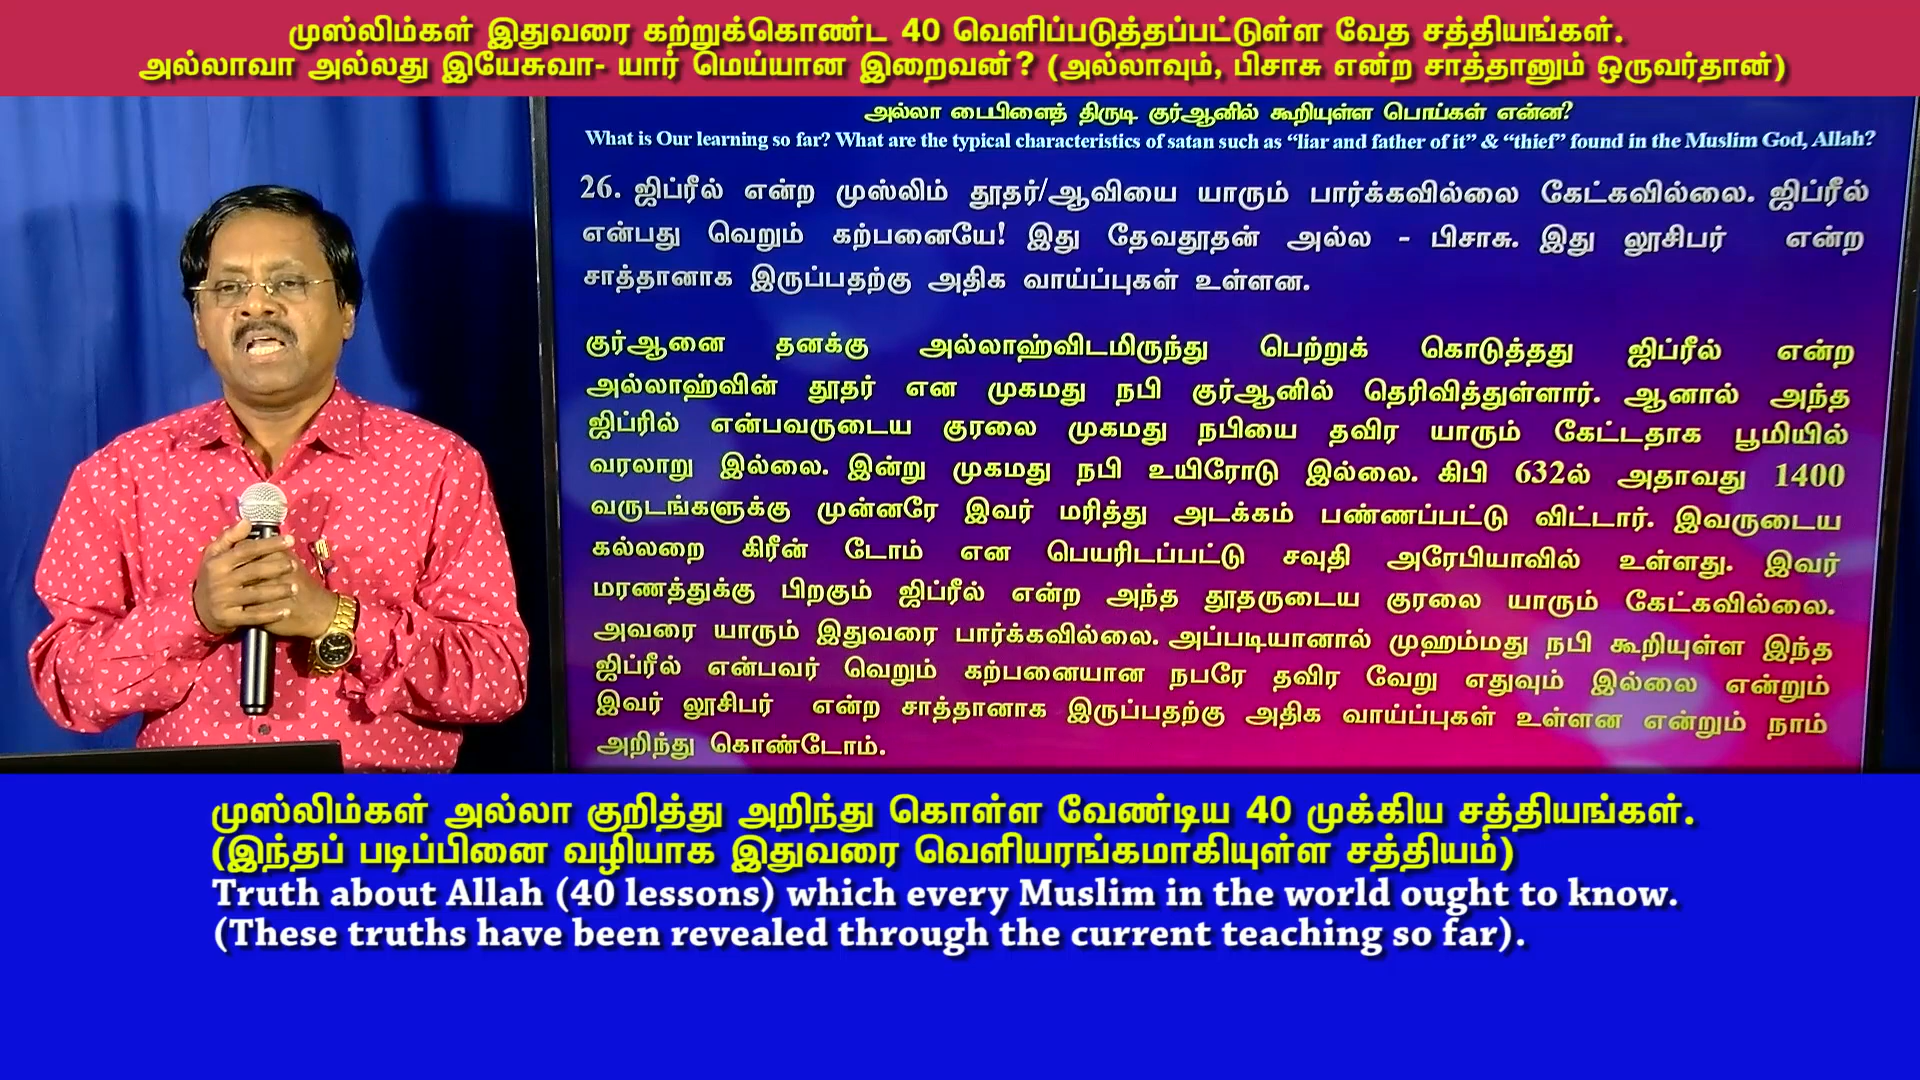 முஸ்லிம்கள் இதுவரை கற்றுக்கொண்ட 40 வெளிப்படுத்தப்பட்டுள்ள வேத சத்தியங்கள்.
அல்லாவா அல்லது இயேசுவா- யார் மெய்யான இறைவன்? (அல்லாவும், பிசாசு என்ற சாத்தானும் ஒருவர்தான்)
அல்லா பைபிளைத் திருடி குர்ஆனில் கூறியுள்ள பொய்கள் என்ன?
What is Our learning so far? What are the typical characteristics of satan such as “liar and father of it” & “thief” found in the Muslim God, Allah?
26. ஜிப்ரீல் என்ற முஸ்லிம் தூதர்/ஆவியை யாரும் பார்க்கவில்லை கேட்கவில்லை. ஜிப்ரீல்
என்பது வெறும் கற்பனையே! இது தேவதூதன் அல்ல - பிசாசு. இது லூசிபர் என்ற
சாத்தானாக இருப்பதற்கு அதிக வாய்ப்புகள் உள்ளன.
குர்ஆனை தனக்கு அல்லாஹ்விடமிருந்து பெற்றுக் கொடுத்தது ஜிப்ரீல் என்ற
அல்லாஹ்வின் தூதர் என முகமது நபி குர்ஆனில் தெரிவித்துள்ளார். ஆனால் அந்த
ஜிப்ரில் என்பவருடைய குரலை முகமது நபியை தவிர யாரும் கேட்டதாக பூமியில்
வரலாறு இல்லை. இன்று முகமது நபி உயிரோடு இல்லை. கிபி 632ல் அதாவது 1400
வருடங்களுக்கு முன்னரே இவர் மரித்து அடக்கம் பண்ணப்பட்டு விட்டார். இவருடைய
கல்லறை கிரீன் டோம் என பெயரிடப்பட்டு சவுதி அரேபியாவில் உள்ளது. இவர்
மரணத்துக்கு பிறகும் ஜிப்ரீல் என்ற அந்த தூதருடைய குரலை யாரும் கேட்கவில்லை.
அவரை யாரும் இதுவரை பார்க்கவில்லை. அப்படியானால் முஹம்மது நபி கூறியுள்ள இந்த
ஜிப்ரீல் என்பவர் வெறும் கற்பனையான நபரே தவிர வேறு எதுவும் இல்லை என்றும்
இவர் லூசிபர் என்ற சாத்தானாக இருப்பதற்கு அதிக வாய்ப்புகள் உள்ளன என்றும் நாம்
அறிந்து கொண்டோம்.
முஸ்லிம்கள் அல்லா குறித்து அறிந்து கொள்ள வேண்டிய 40 முக்கிய சத்தியங்கள்.
(இந்தப் படிப்பினை வழியாக இதுவரை வெளியரங்கமாகியுள்ள சத்தியம்)
Truth about Allah (40 lessons) which every Muslim in the world ought to know.
(These truths have been revealed through the current teaching so far).